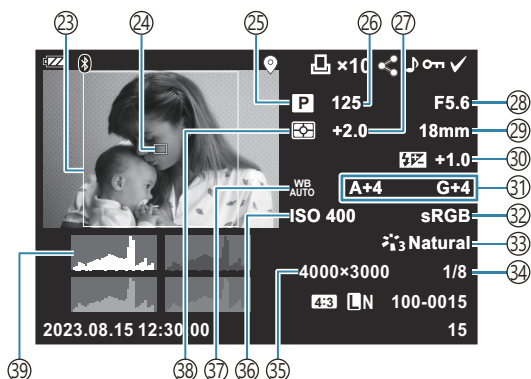 ㉕ ㉖ ㉗
㉓ ㉔
×10
P 125 F5.6 ㉘
+2.0 18mm ㉙
+1.0 ㉚
WB AUTO A+4 G+4 ㉛
ISO 400 sRGB ㉜
3 Natural ㉝
4000×3000 1/8 ㉞
4:3 LN 100-0015
2023.08.15 12:30:00 15
㊴ ㊳ ㊲ ㊱ ㉟